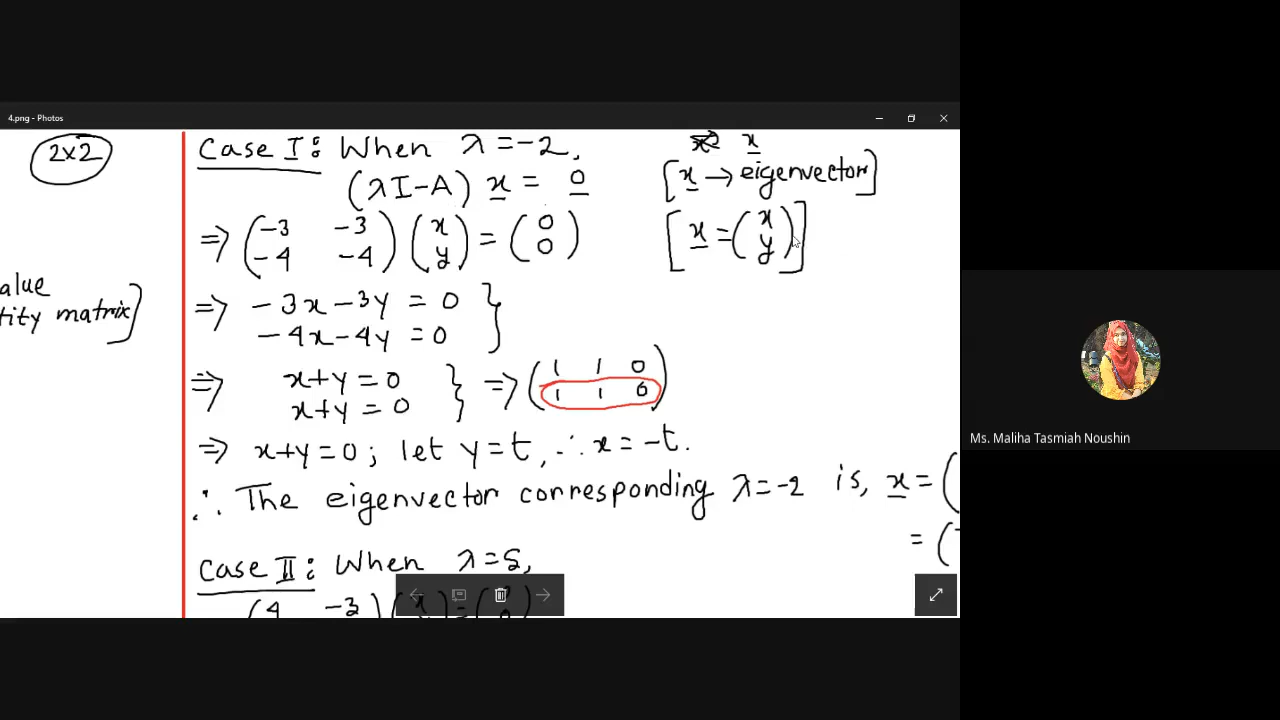 4.png - Photos
2x2
alue
tity matrix]
Case I: When λ = -2,
(λI-A) x = 0
x
[x → eigenvector]
[x = (x y)]
=> (-3 -3 -4 -4) (x y) = (0 0)
=> -3x - 3y = 0 }
-4x - 4y = 0
=> x+y = 0 } => (1 1 0
x+y = 0 1 1 0)
=> x+y = 0; let y = t, ∴ x = -t.
∴ The eigenvector corresponding λ = -2 is, x = (
= (
Case II: When λ = 5,
(4 -3) (x) = (
Ms. Maliha Tasmiah Noushin